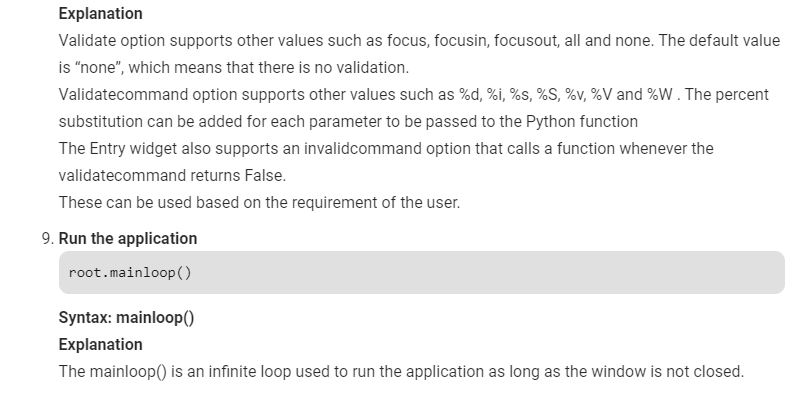 Explanation
Validate option supports other values such as focus, focusin, focusout, all and none. The default value
is “none”, which means that there is no validation.
Validatecommand option supports other values such as %d, %i, %s, %S, %v, %V and %W . The percent
substitution can be added for each parameter to be passed to the Python function
The Entry widget also supports an invalidcommand option that calls a function whenever the
validatecommand returns False.
These can be used based on the requirement of the user.
9. Run the application
root.mainloop()
Syntax: mainloop()
Explanation
The mainloop() is an infinite loop used to run the application as long as the window is not closed.